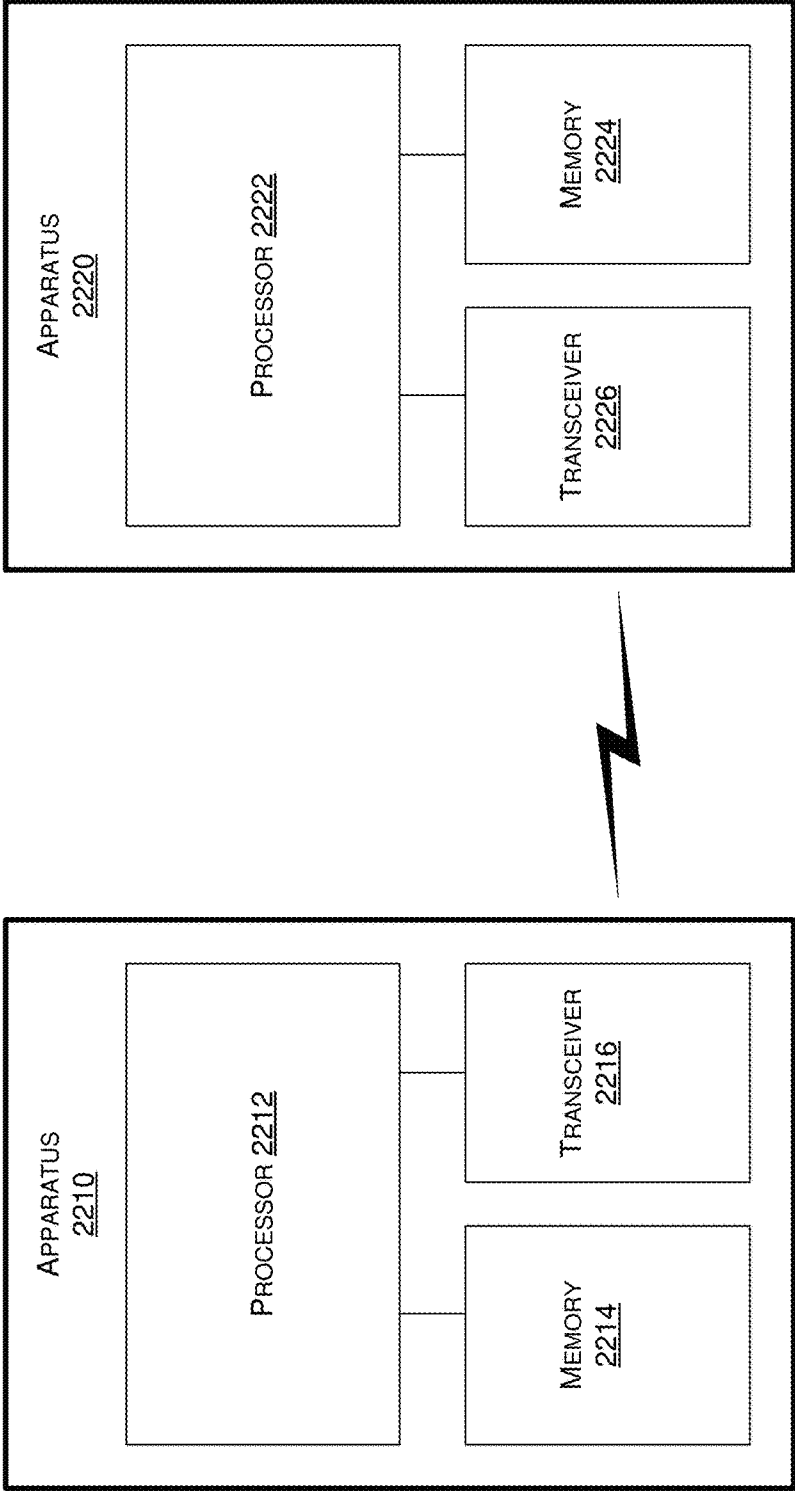 APPARATUS
2210
PROCESSOR 2212
MEMORY
2214
TRANSCEIVER
2216
APPARATUS
2220
PROCESSOR 2222
TRANSCEIVER
2226
MEMORY
2224